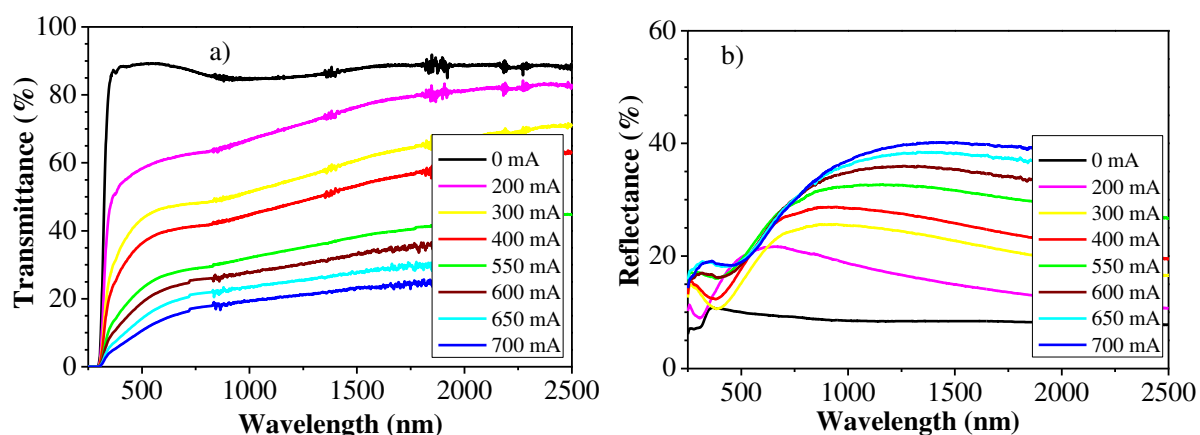 a)
Transmittance (%)
100
80
60
40
20
0
0 mA
200 mA
300 mA
400 mA
550 mA
600 mA
650 mA
700 mA
500
1000
1500
2000
2500
Wavelength (nm)
b)
Reflectance (%)
60
40
20
0
0 mA
200 mA
300 mA
400 mA
550 mA
600 mA
650 mA
700 mA
500
1000
1500
2000
2500
Wavelength (nm)